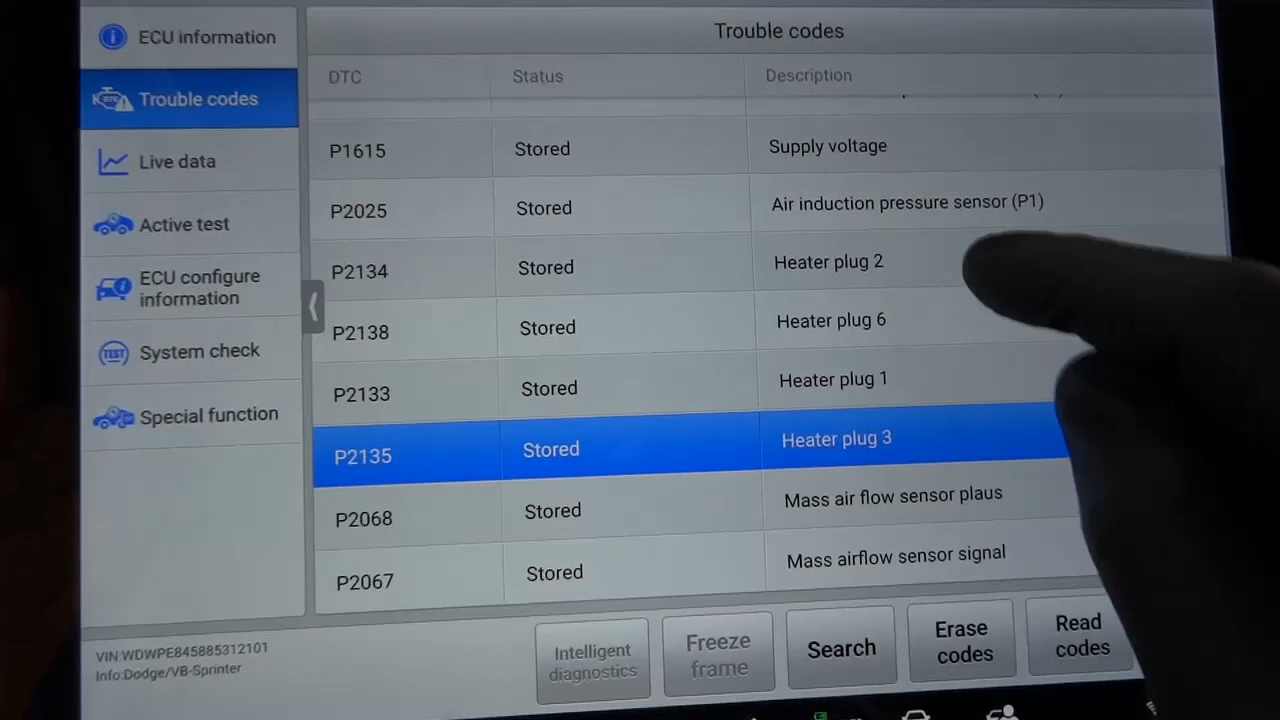 ECU information
Trouble codes
Live data
Active test
ECU configure
information
System check
Special function
Trouble codes
DTC Status Description
P1615 Stored Supply voltage
P2025 Stored Air induction pressure sensor (P1)
P2134 Stored Heater plug 2
P2138 Stored Heater plug 6
P2133 Stored Heater plug 1
P2135 Stored Heater plug 3
P2068 Stored Mass air flow sensor plaus
P2067 Stored Mass airflow sensor signal
VIN:WDWPE845885312101
Info:Dodge/VB-Sprinter
Intelligent
diagnostics
Freeze
frame
Search
Erase
codes
Read
codes
TEST